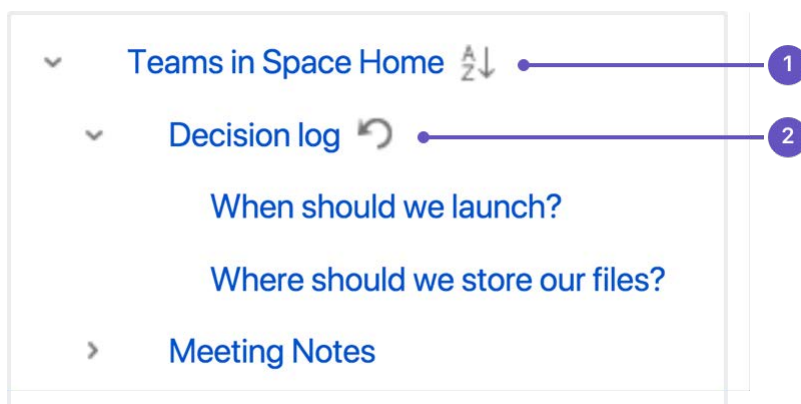 Teams in Space Home AZ 1
Decision log 2
When should we launch?
Where should we store our files?
Meeting Notes